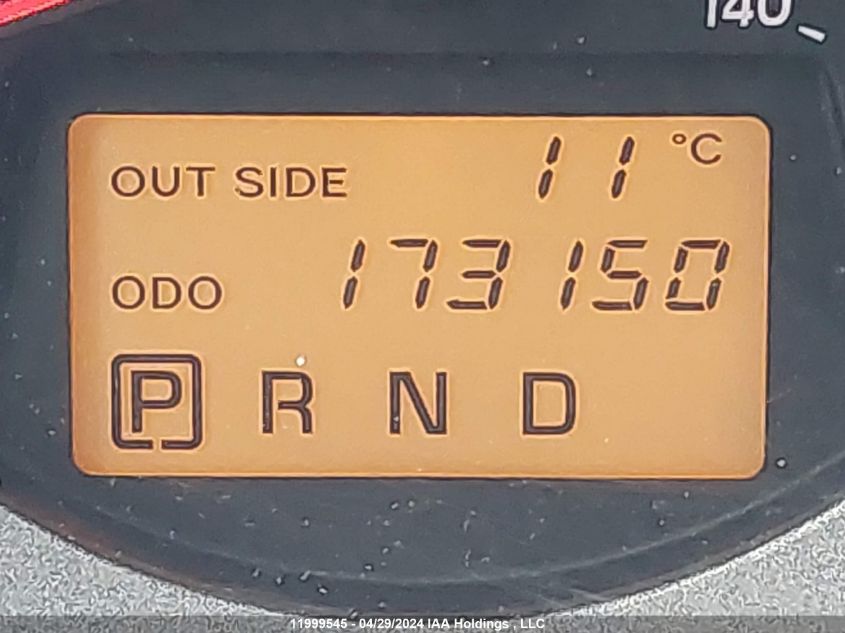 140
OUT SIDE 11 °C
ODO 173150
P R N D
11999545 - 04/29/2024 IAA Holdings , LLC